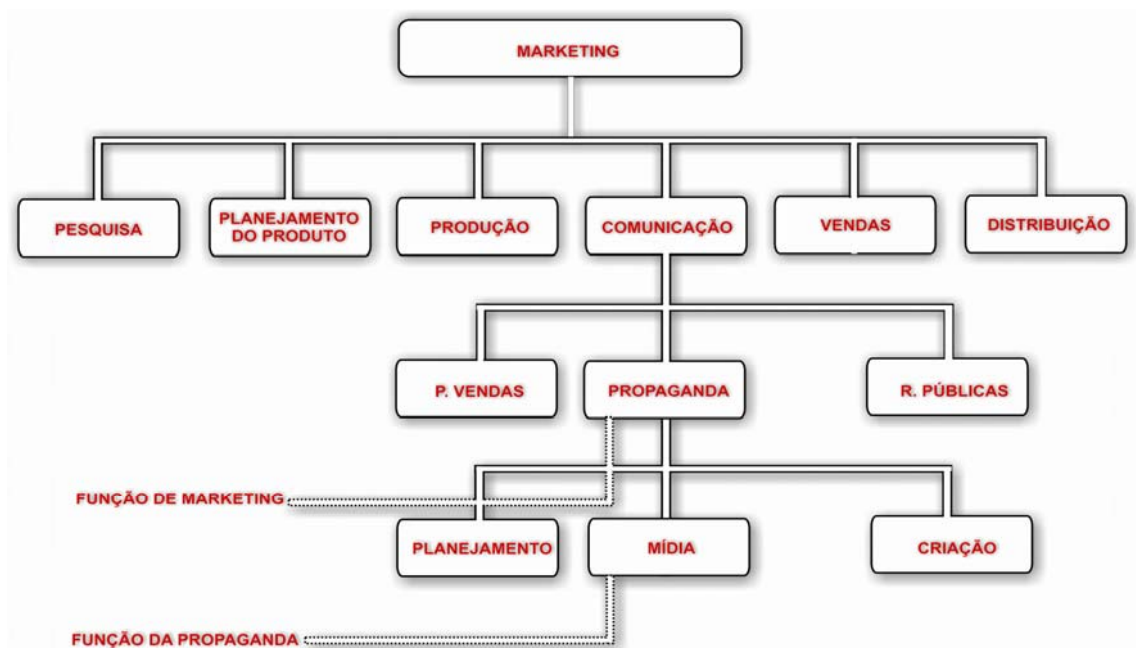 MARKETING
PESQUISA
PLANEJAMENTO
DO PRODUTO
PRODUÇÃO
COMUNICAÇÃO
VENDAS
DISTRIBUIÇÃO
P. VENDAS
PROPAGANDA
R. PÚBLICAS
FUNÇÃO DE MARKETING
PLANEJAMENTO
MÍDIA
CRIAÇÃO
FUNÇÃO DA PROPAGANDA